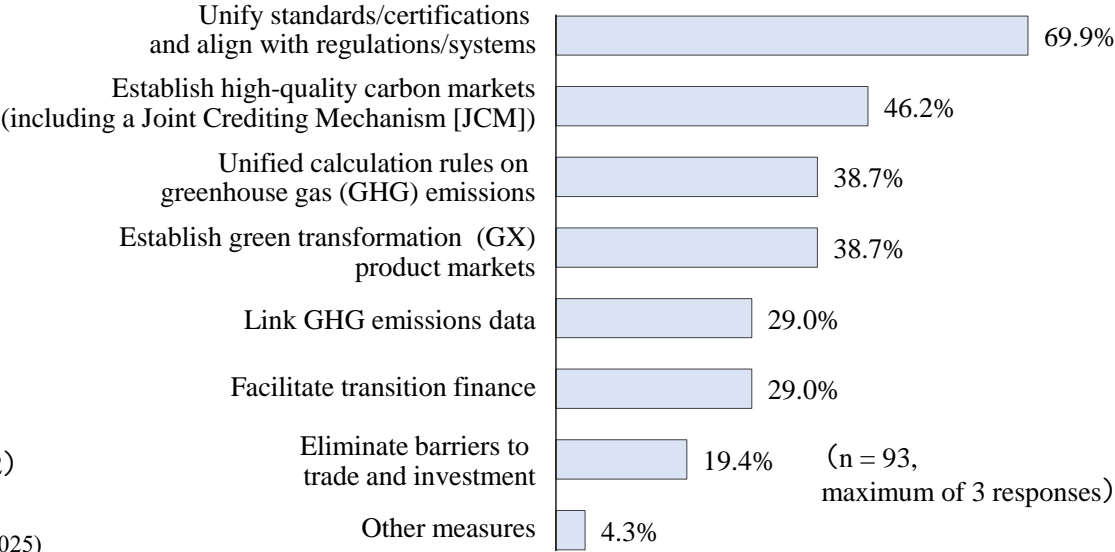 Unify standards/certifications
and align with regulations/systems
69.9%
Establish high-quality carbon markets
(including a Joint Crediting Mechanism [JCM])
46.2%
Unified calculation rules on
greenhouse gas (GHG) emissions
38.7%
Establish green transformation (GX)
product markets
38.7%
Link GHG emissions data
29.0%
Facilitate transition finance
29.0%
Eliminate barriers to
trade and investment
19.4%
(n = 93,
maximum of 3 responses)
Other measures
4.3%